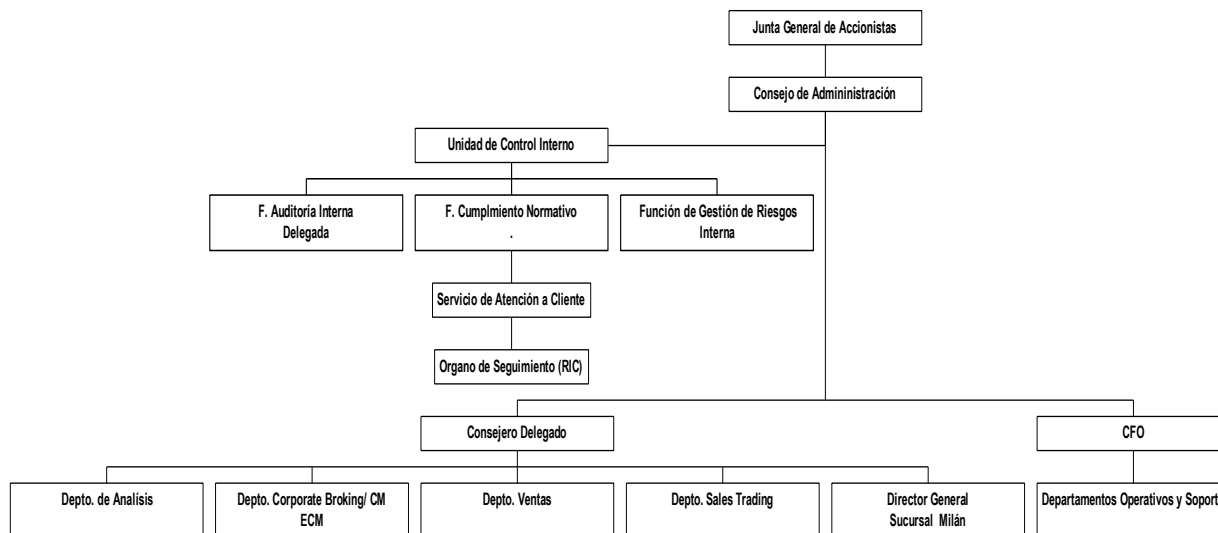 Junta General de Accionistas
Consejo de Admininistración
Unidad de Control Interno
F. Auditoría Interna
Delegada
F. Cumplmiento Normativo
.
Función de Gestión de Riesgos
Interna
Servicio de Atención a Cliente
Organo de Seguimiento (RIC)
Consejero Delegado
CFO
Depto. de Análisis
Depto. Corporate Broking/ CM
ECM
Depto. Ventas
Depto. Sales Trading
Director General
Sucursal Milán
Departamentos Operativos y Soport